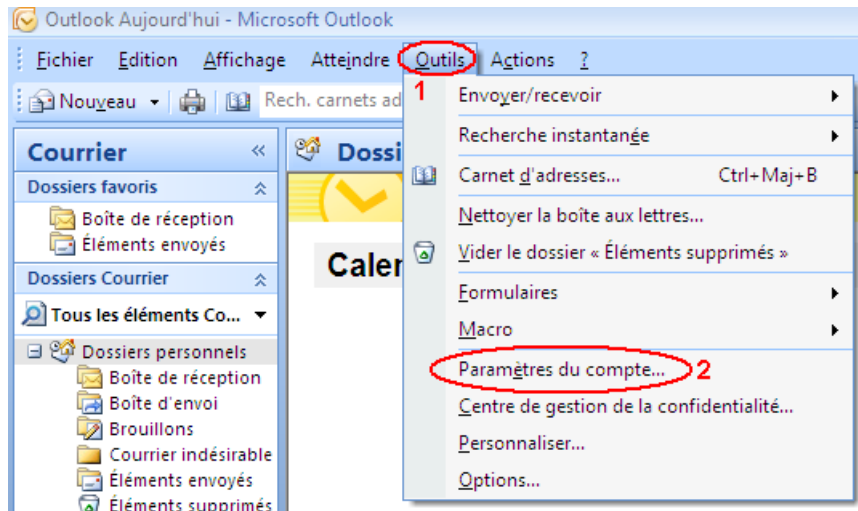 Outlook Aujourd'hui - Microsoft Outlook
Fichier Edition Affichage Atteindre Outils Actions ?
1
Nouveau Rech. carnets ad
Courrier «
Dossiers favoris
Boîte de réception
Éléments envoyés
Dossiers Courrier
Tous les éléments Co...
Dossiers personnels
Boîte de réception
Boîte d'envoi
Brouillons
Courrier indésirable
Éléments envoyés
Éléments supprimés
Dossi
Caler
Envoyer/recevoir
Recherche instantanée
Carnet d'adresses... Ctrl+Maj+B
Nettoyer la boîte aux lettres...
Vider le dossier « Éléments supprimés »
Formulaires
Macro
Paramètres du compte... 2
Centre de gestion de la confidentialité...
Personnaliser...
Options...